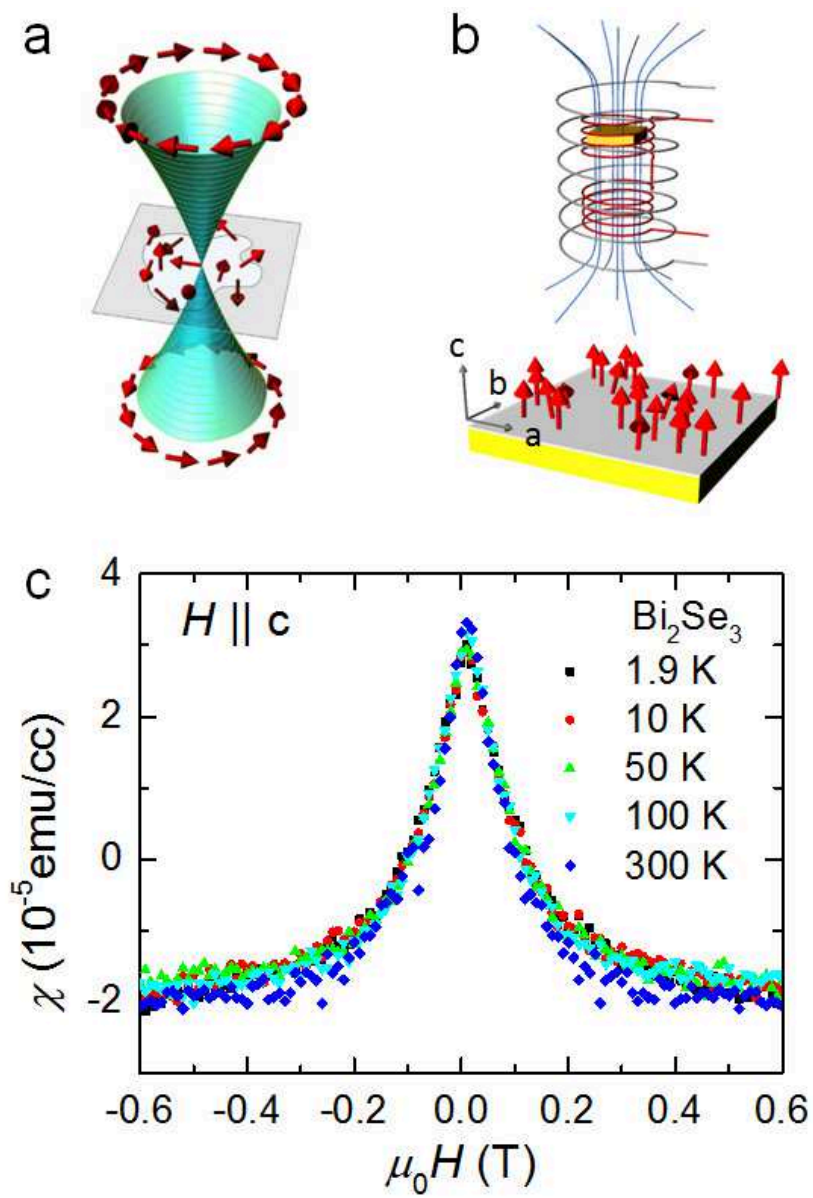 a
b
c
b
a
c
H || c
Bi₂Se₃
1.9 K
10 K
50 K
100 K
300 K
4
2
0
-2
χ (10⁻⁵emu/cc)
-0.6 -0.4 -0.2 0.0 0.2 0.4 0.6
μ₀H (T)